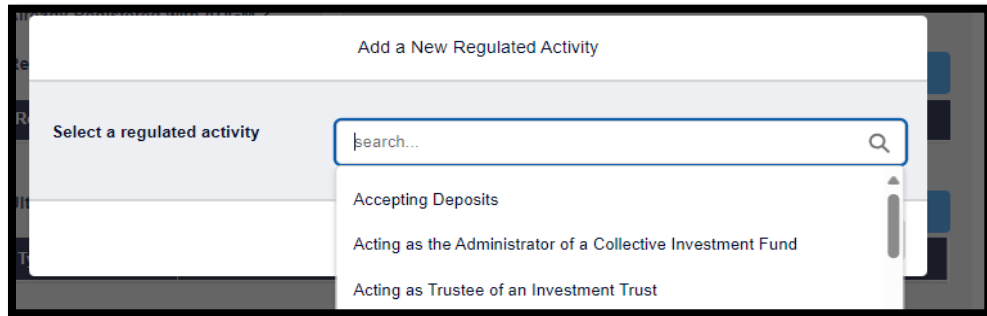 Add a New Regulated Activity
Select a regulated activity
search...
Accepting Deposits
Acting as the Administrator of a Collective Investment Fund
Acting as Trustee of an Investment Trust